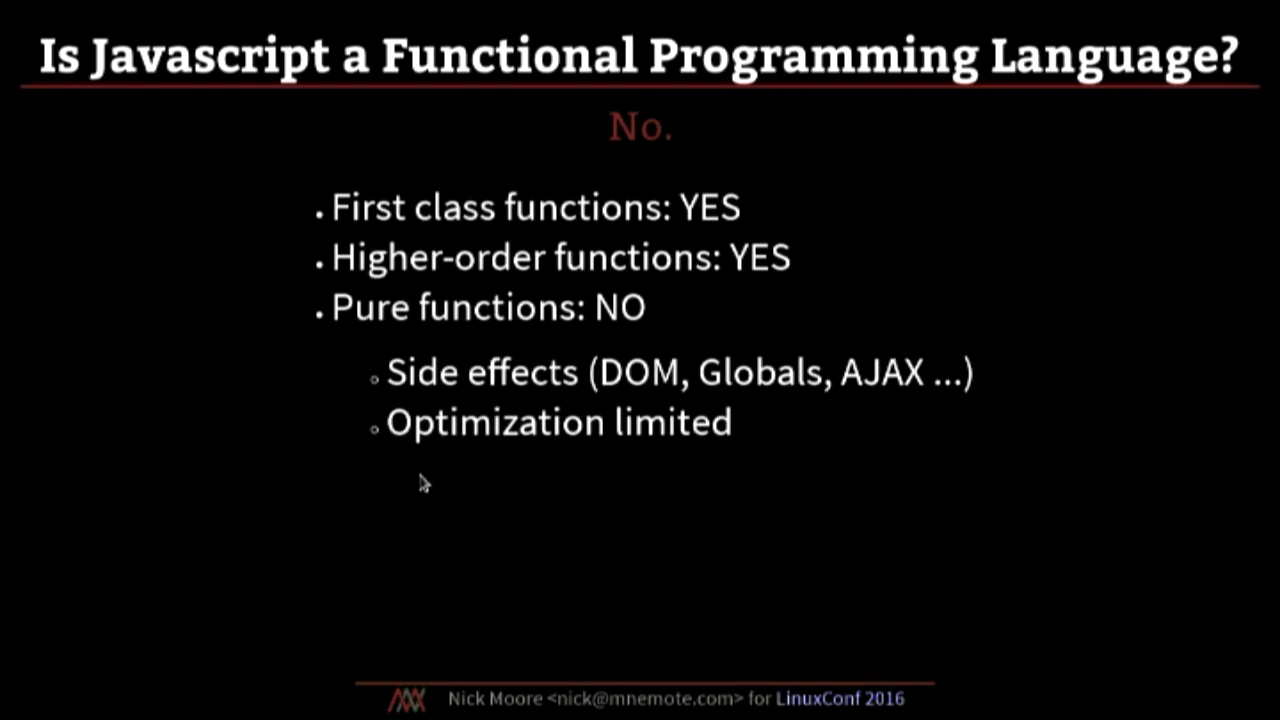 Is Javascript a Functional Programming Language?
No.
• First class functions: YES
• Higher-order functions: YES
• Pure functions: NO
◦ Side effects (DOM, Globals, AJAX ...)
◦ Optimization limited
Nick Moore <nick@mnemote.com> for LinuxConf 2016